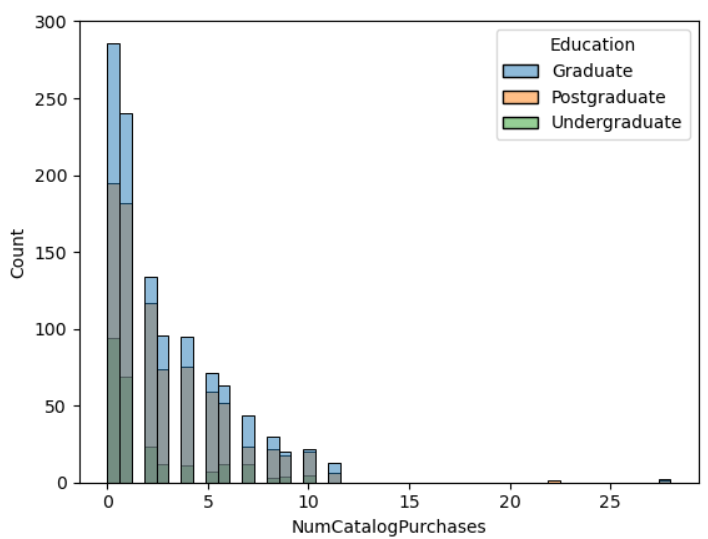 300
250
200
150
100
50
0
Count
Education
Graduate
Postgraduate
Undergraduate
0 5 10 15 20 25
NumCatalogPurchases